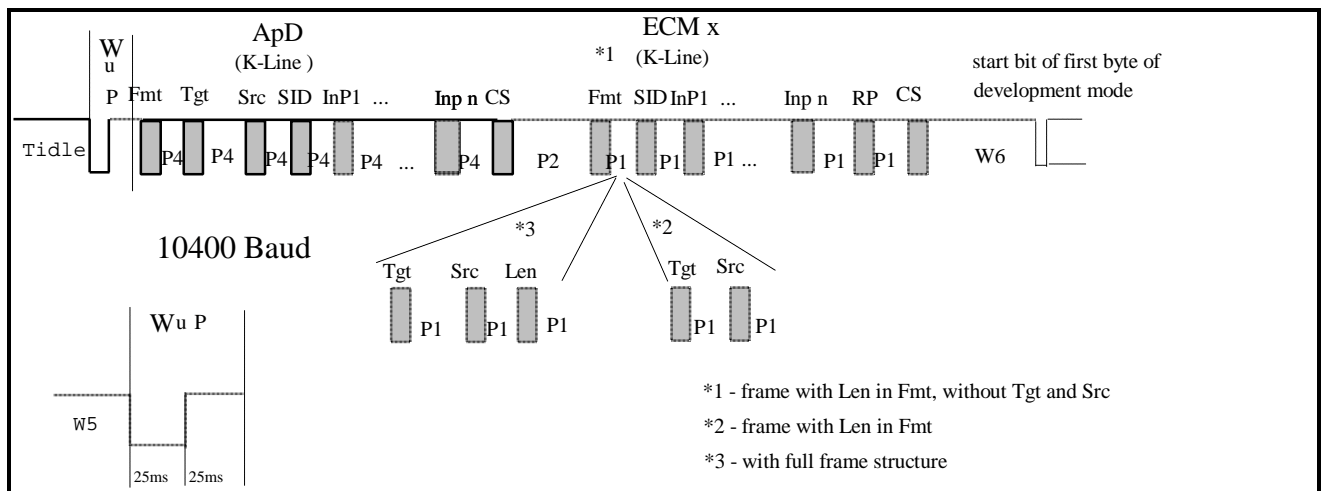 W
u
P
ApD
(K-Line )
ECM x
*1 (K-Line)
start bit of first byte of
development mode
Fmt Tgt Src SID InP1 ... Inp n CS Fmt SID InP1 ... Inp n RP CS
Tidle P4 P4 P4 P4 P4 ... P4 P2 P1 P1 P1 ... P1 P1 W6
*3 *2
10400 Baud
Tgt Src Len Tgt Src
P1 P1 P1 P1 P1
Wu P
W5
25ms 25ms
*1 - frame with Len in Fmt, without Tgt and Src
*2 - frame with Len in Fmt
*3 - with full frame structure